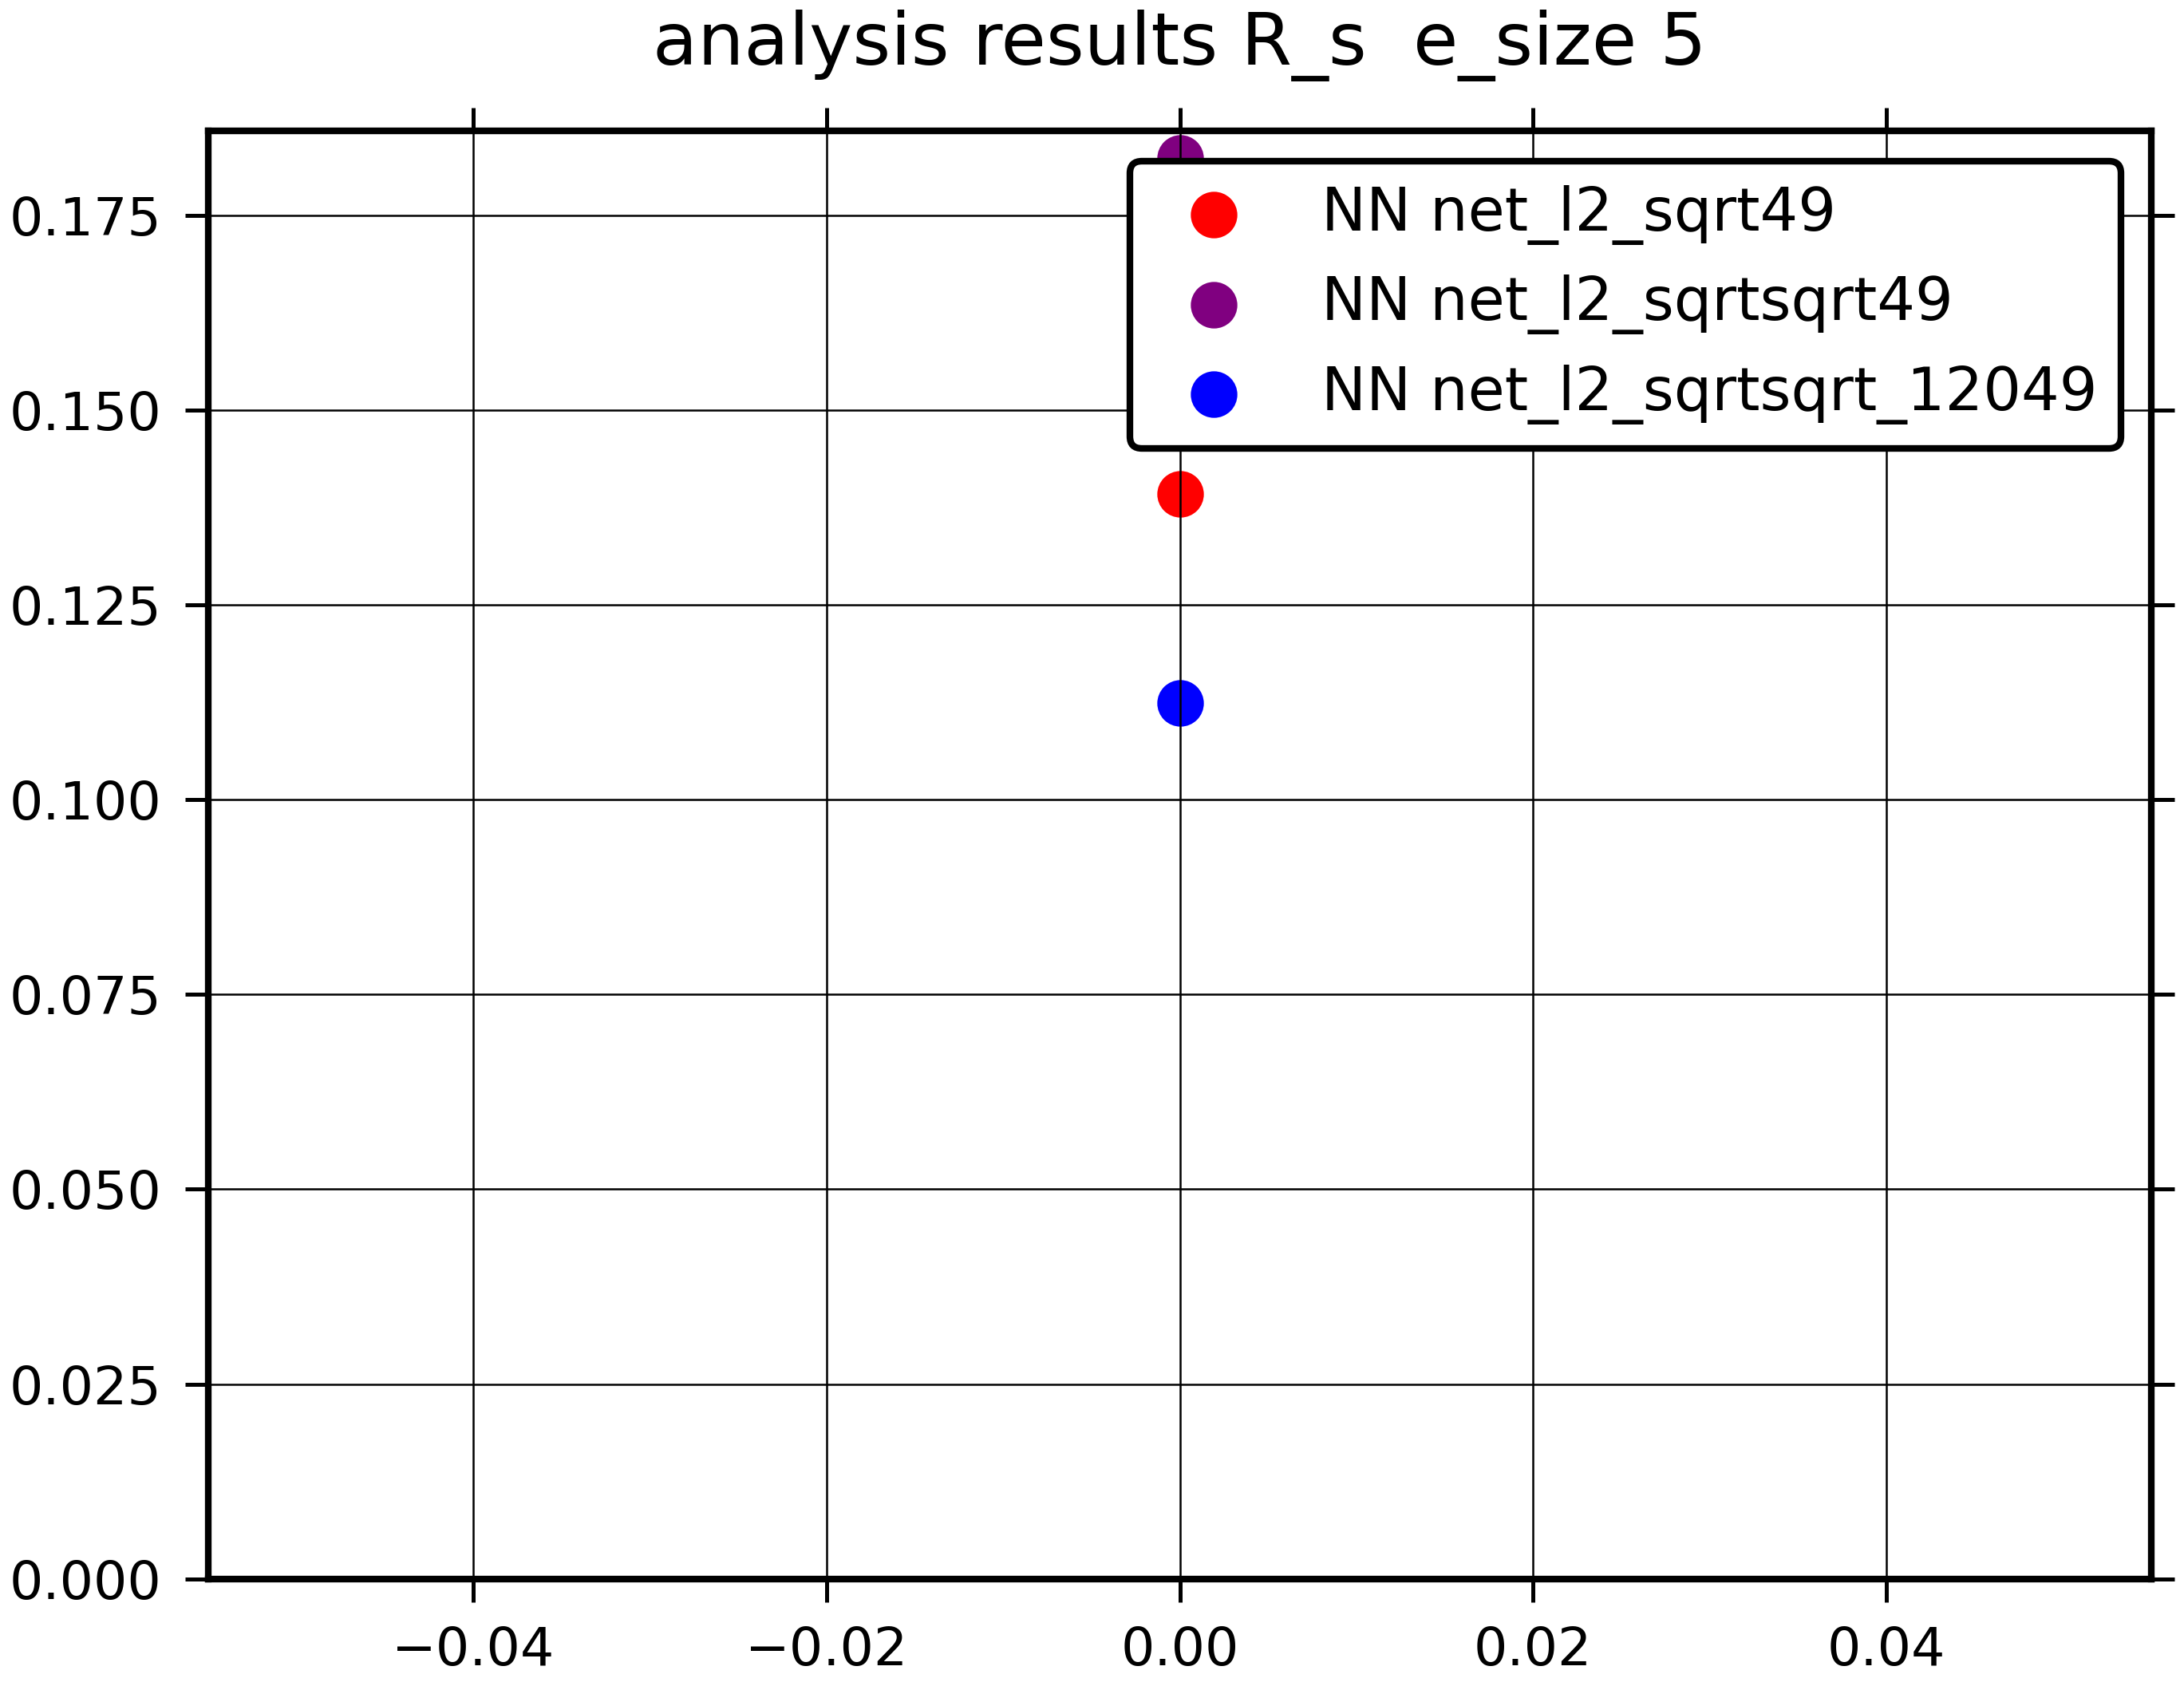 analysis results R_s  e_size 5
NN net_l2_sqrt49
NN net_l2_sqrtsqrt49
NN net_l2_sqrtsqrt_12049
0.175
0.150
0.125
0.100
0.075
0.050
0.025
0.000
−0.04 −0.02 0.00 0.02 0.04